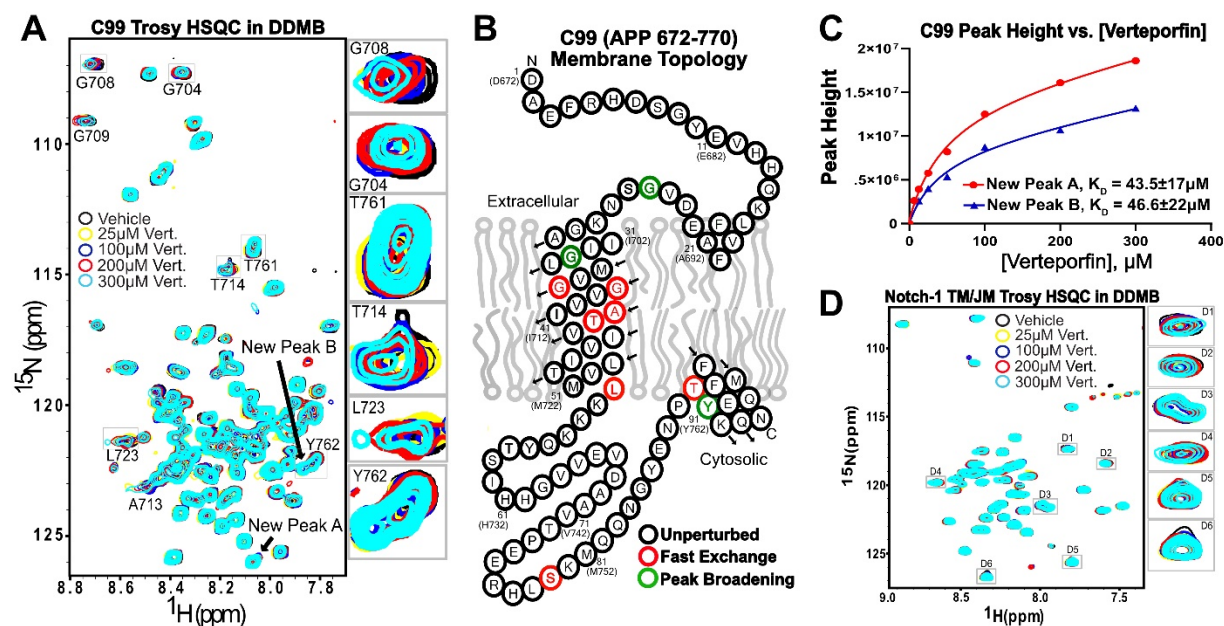 A
C99 Trosy HSQC in DDMB
G708
G704
G709
110.0
115.0
120.0
125.0
15N (ppm)
Vehicle
25µM Vert.
100µM Vert.
200µM Vert.
300µM Vert.
T761
T714
New Peak B
L723
Y762
A713
New Peak A
8.8
8.6
8.4
8.2
8.0
7.8
1H (ppm)
G708
G704
T761
T714
L723
Y762
B
C99 (APP 672-770)
Membrane Topology
N
1
(D672)
D A E F R H D S G Y E V H H Q K L V F F A E D V G S N K G A I I G L M V G G V V I A T V I V I T L V M L K K K Q Y T S I H H G V V E V D A A V T P E E R H L S K M Q Q N G Y E N P T Y K F F E Q M Q N
11
(E682)
Extracellular
31
(I702)
21
(A692)
41
(I712)
51
(M722)
91
(Y762)
C
Cytosolic
61
(H732)
71
(V742)
81
(M752)
Unperturbed
Fast Exchange
Peak Broadening
C
C99 Peak Height vs. [Verteporfin]
2×10⁷
1×10⁷
1×10⁷
.5×10⁶
0
Peak Height
New Peak A, KD = 43.5±17µM
New Peak B, KD = 46.6±22µM
0
100
200
300
400
[Verteporfin], µM
D
Notch-1 TM/JM Trosy HSQC in DDMB
Vehicle
25µM Vert.
100µM Vert.
200µM Vert.
300µM Vert.
110
115
120
125
15N (ppm)
D1
D2
D4
D3
D5
D6
9.0
8.5
8.0
7.5
1H (ppm)
D1
D2
D3
D4
D5
D6